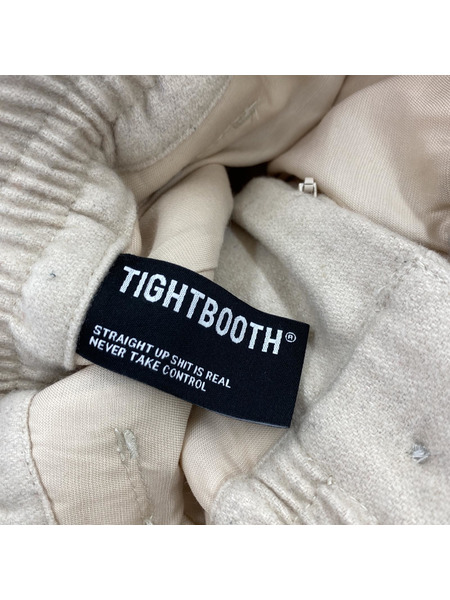 TIGHTBOOTH®
STRAIGHT UP SHIT IS REAL
NEVER TAKE CONTROL